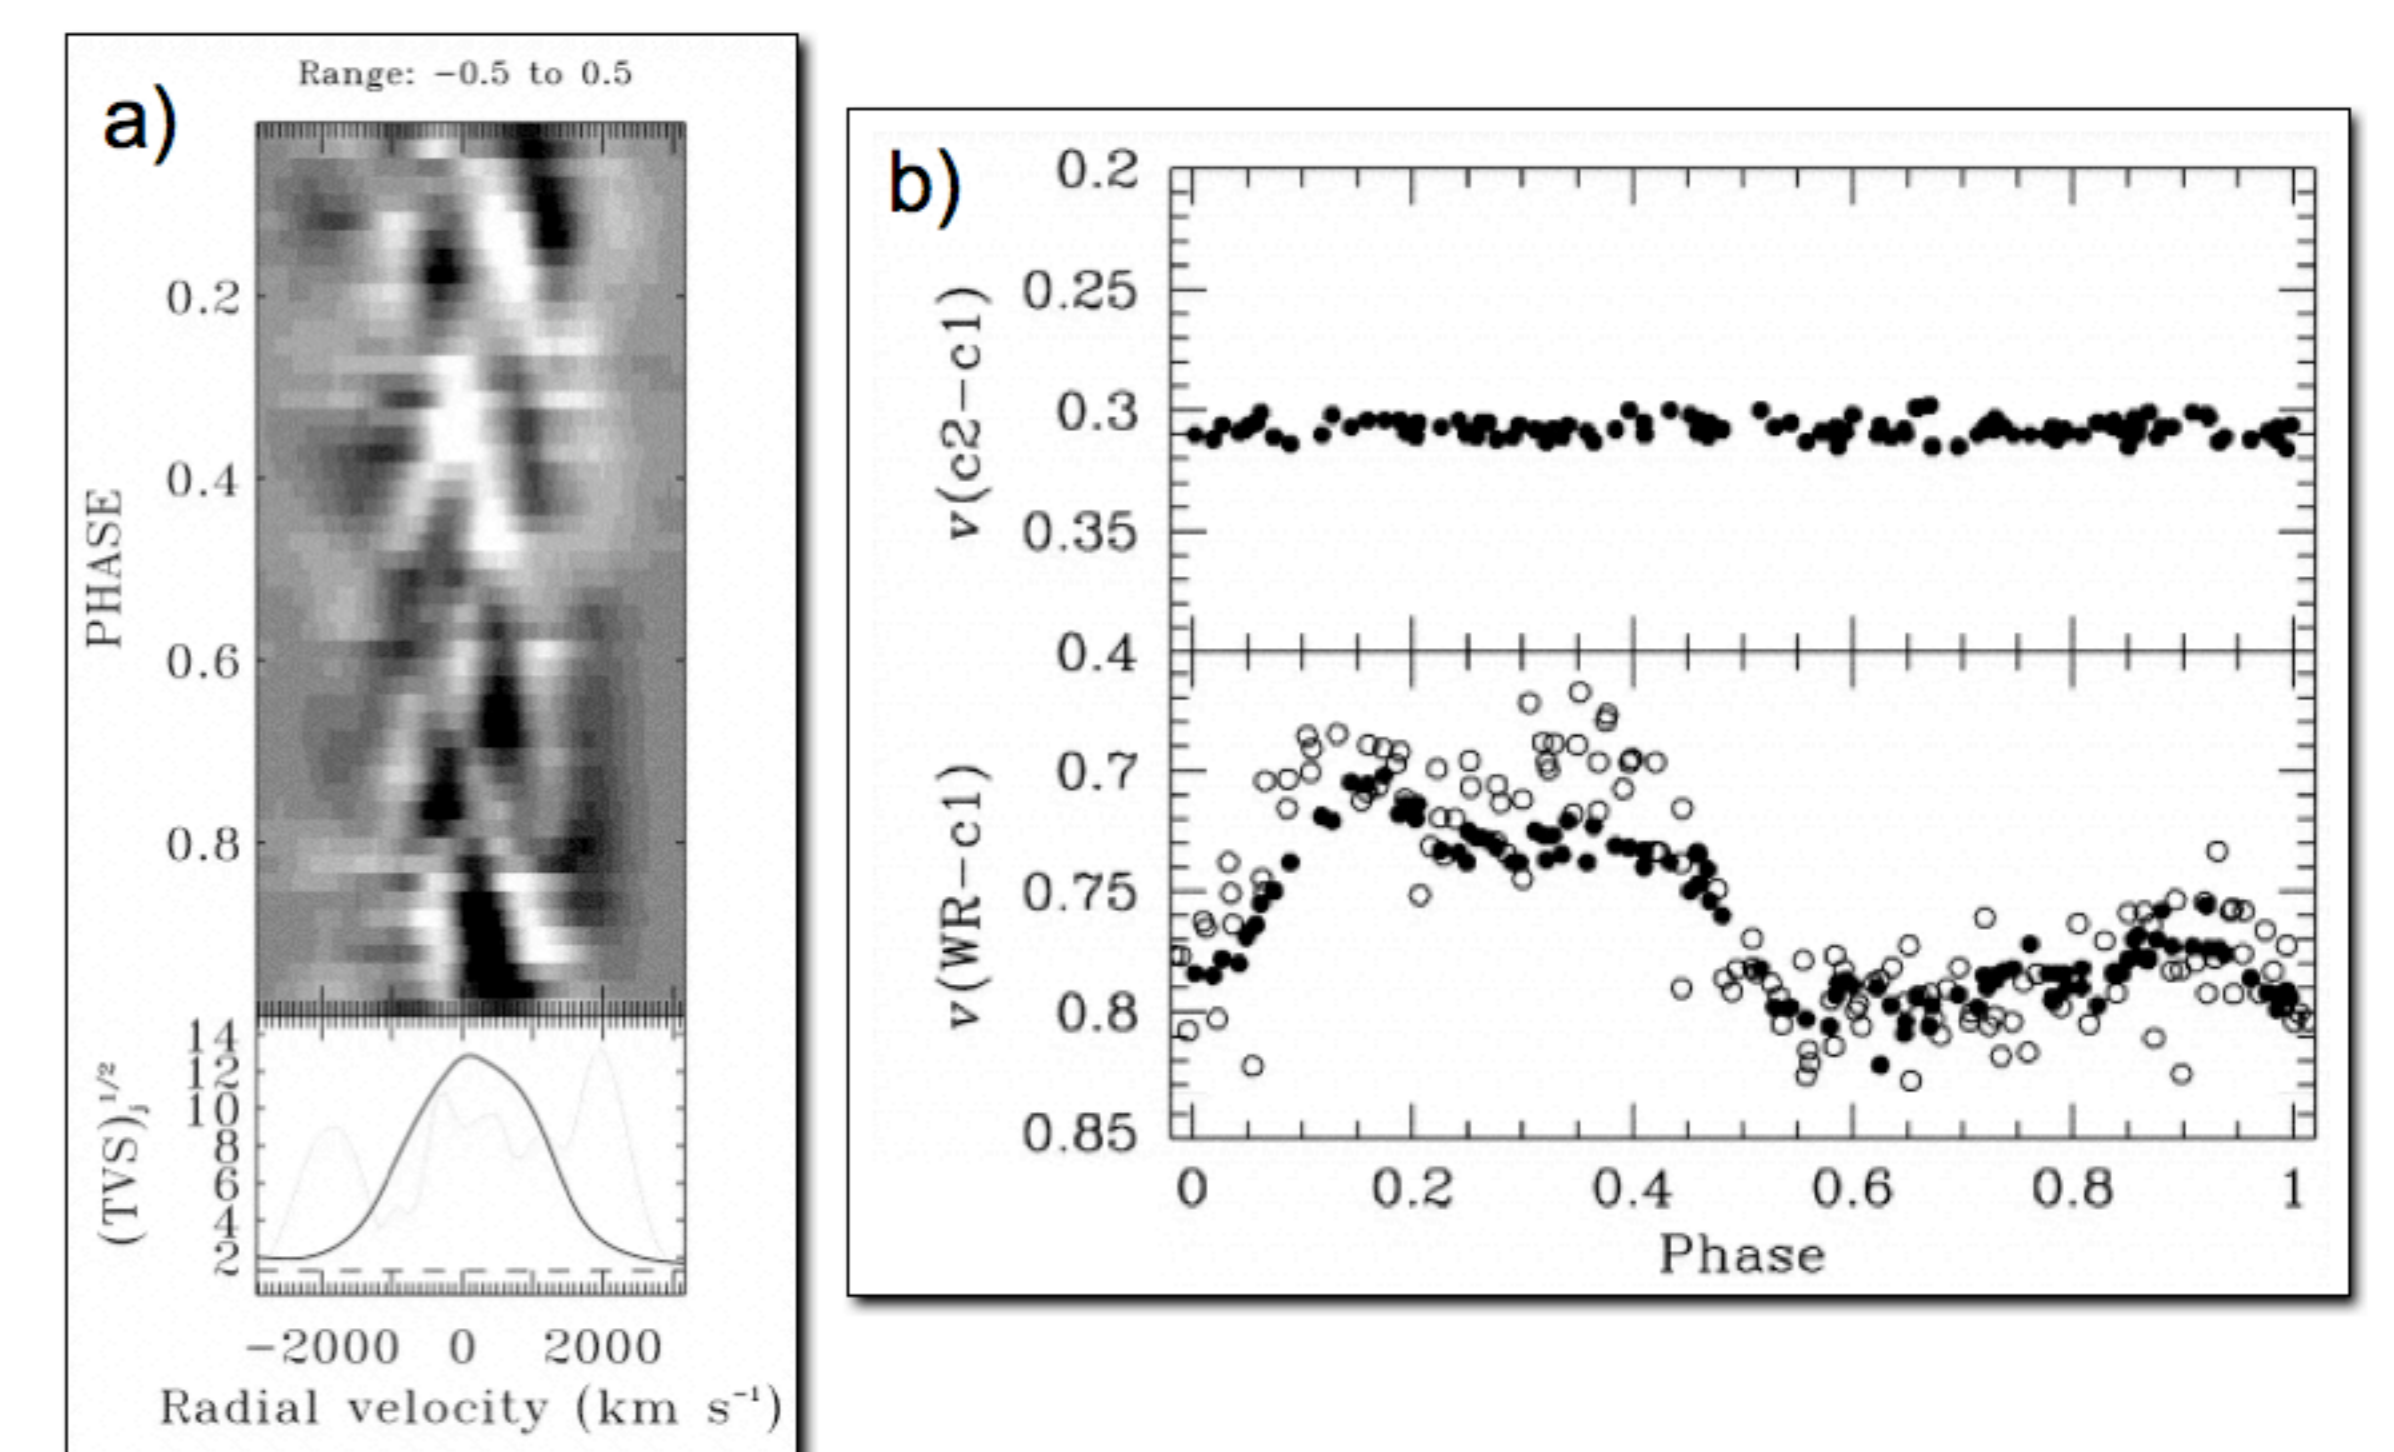 a)
Range: −0.5 to 0.5
0.2
0.4
0.6
0.8
PHASE
14
12
10
8
6
4
2
(TVS)j 1/2
−2000 0 2000
Radial velocity (km s−1)
b)
0.2
0.25
0.3
0.35
0.4
v(c2−c1)
0.7
0.75
0.8
0.85
v(WR−c1)
0 0.2 0.4 0.6 0.8 1
Phase